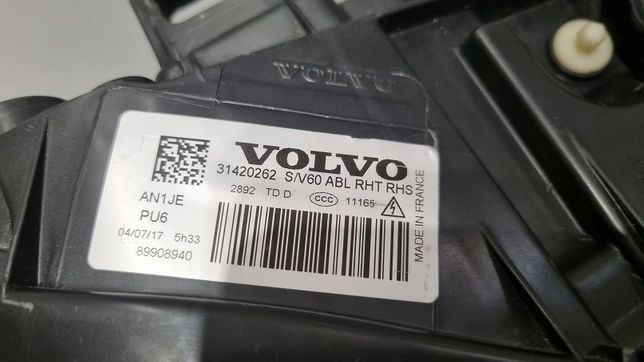 VOLVO
VOLVO
31420262 S/V60 ABL RHT RHS
2892 TD D CCC 11165
AN1JE
PU6
04/07/17 5h33
89908940
MADE IN FRANCE